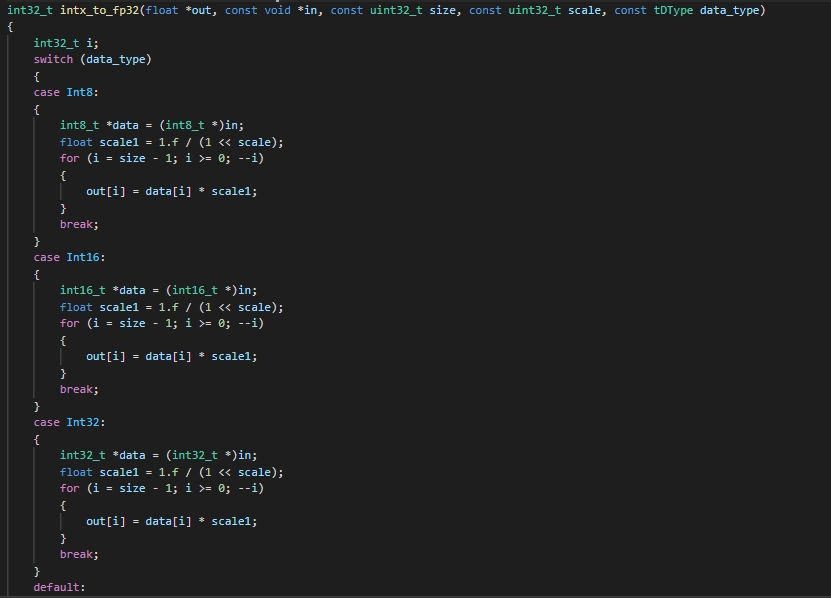 int32_t intx_to_fp32(float *out, const void *in, const uint32_t size, const uint32_t scale, const tDType data_type)
{
    int32_t i;
    switch (data_type)
    {
    case Int8:
    {
        int8_t *data = (int8_t *)in;
        float scale1 = 1.f / (1 << scale);
        for (i = size - 1; i >= 0; --i)
        {
            out[i] = data[i] * scale1;
        }
        break;
    }
    case Int16:
    {
        int16_t *data = (int16_t *)in;
        float scale1 = 1.f / (1 << scale);
        for (i = size - 1; i >= 0; --i)
        {
            out[i] = data[i] * scale1;
        }
        break;
    }
    case Int32:
    {
        int32_t *data = (int32_t *)in;
        float scale1 = 1.f / (1 << scale);
        for (i = size - 1; i >= 0; --i)
        {
            out[i] = data[i] * scale1;
        }
        break;
    }
    default: